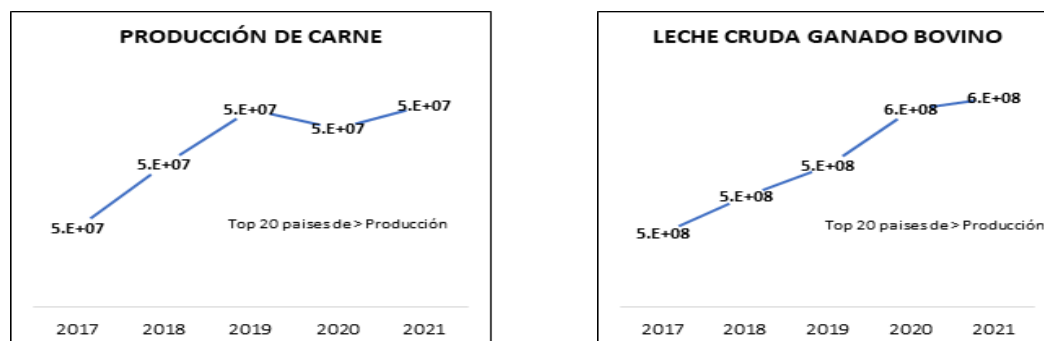 PRODUCCIÓN DE CARNE
5.E+07
5.E+07
5.E+07
5.E+07
5.E+07
Top 20 paises de > Producción
2017 2018 2019 2020 2021
LECHE CRUDA GANADO BOVINO
5.E+08
5.E+08
5.E+08
6.E+08
6.E+08
Top 20 paises de > Producción
2017 2018 2019 2020 2021